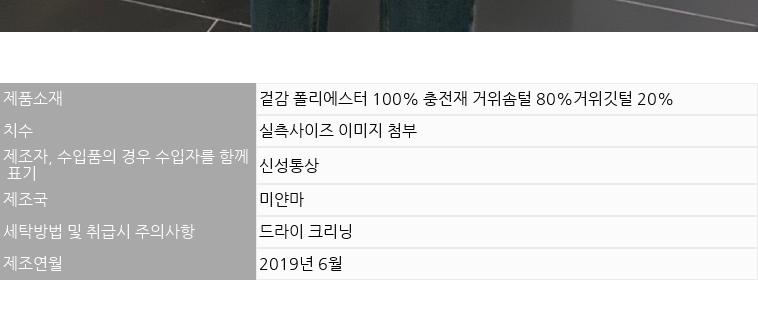 제품소재
겉감 폴리에스터 100% 충전재 거위솜털 80%거위깃털 20%
치수
실측사이즈 이미지 첨부
제조자, 수입품의 경우 수입자를 함께
표기
신성통상
제조국
미얀마
세탁방법 및 취급시 주의사항
드라이 크리닝
제조연월
2019년 6월